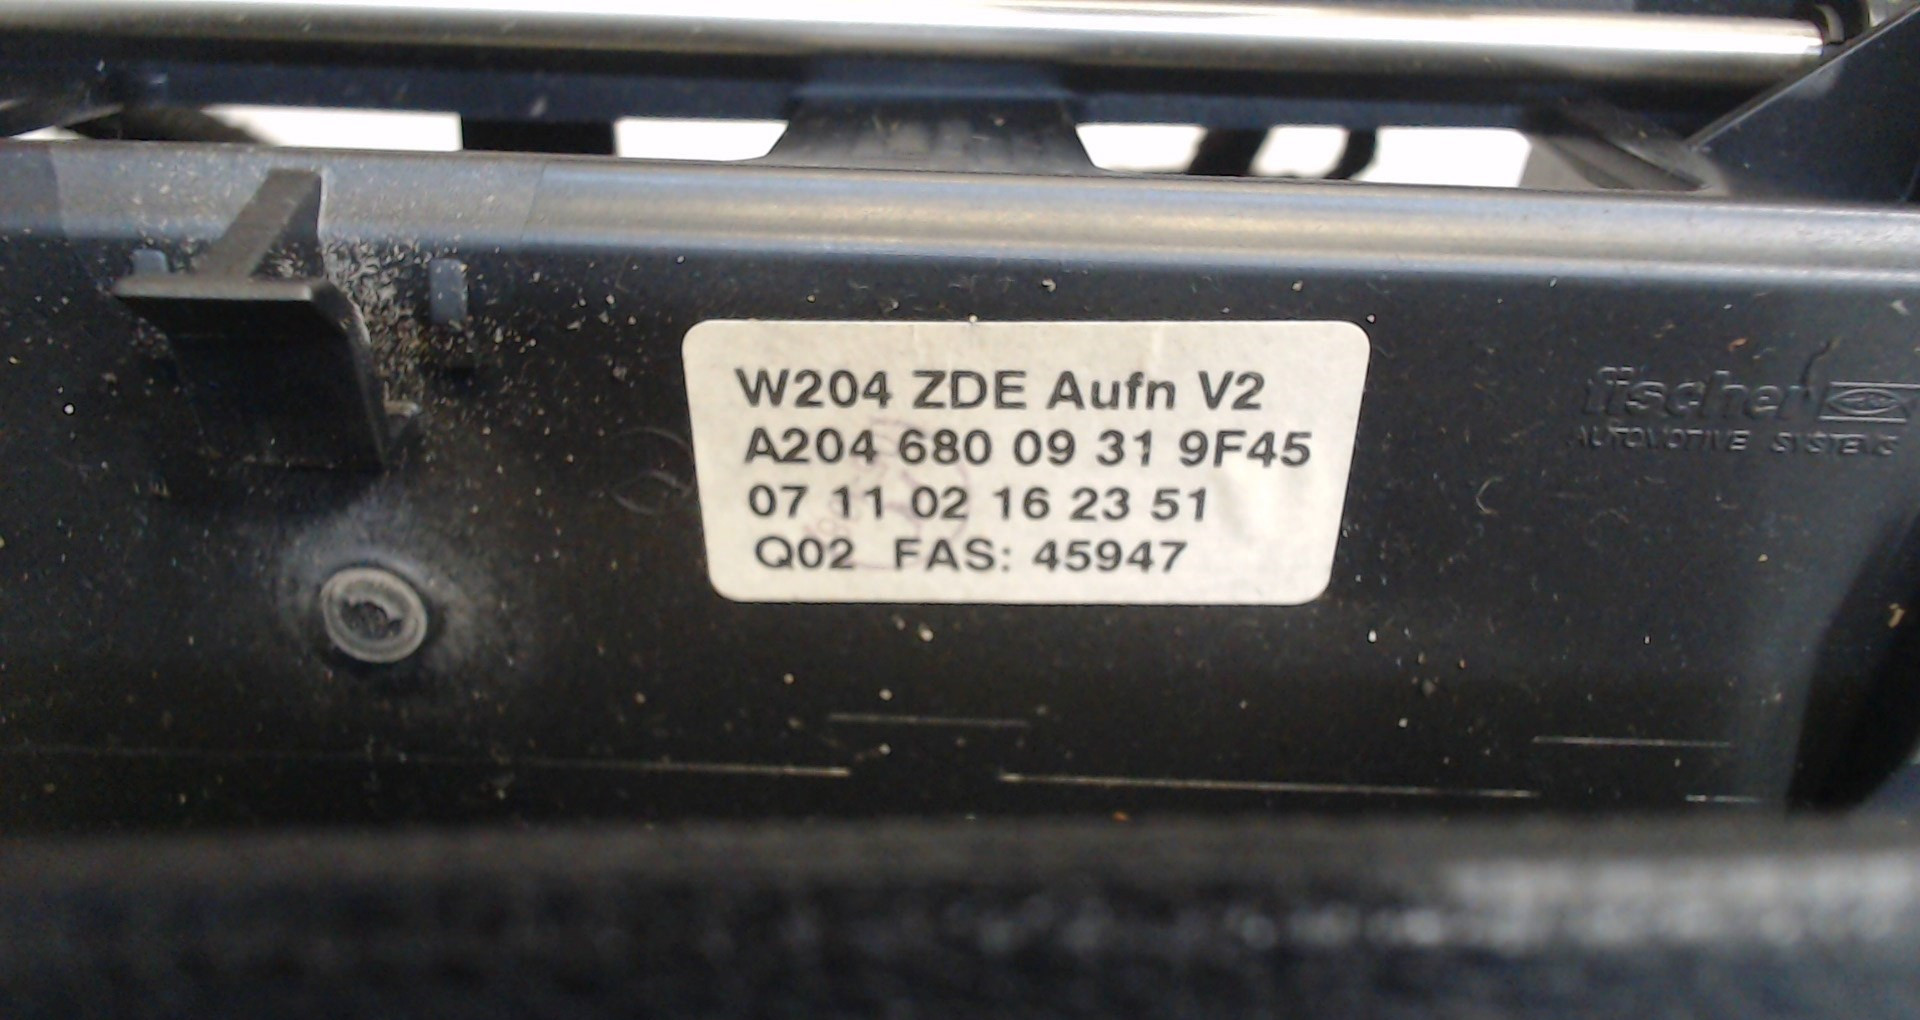 W204 ZDE Aufn V2
A204 680 09 31 9F45
07 11 02 16 23 51
Q02 FAS: 45947
fischer
AUTOMOTIVE SYSTEMS